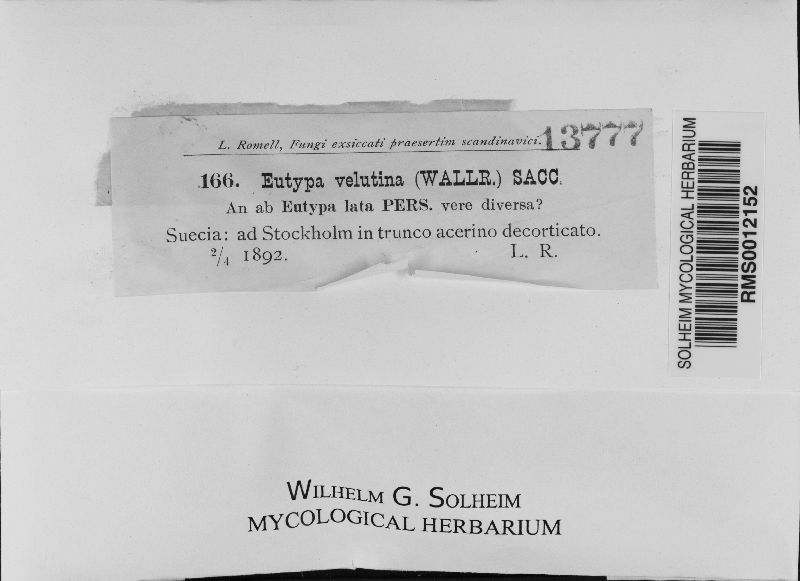 L. Romell, Fungi exsiccati praesertim scandinavici. 13777
166. Eutypa velutina (WALLR.) SACC.
An ab Eutypa lata PERS. vere diversa?
Suecia: ad Stockholm in trunco acerino decorticato.
2/4 1892. L. R.
SOLHEIM MYCOLOGICAL HERBARIUM
RMS0012152
WILHELM G. SOLHEIM
MYCOLOGICAL HERBARIUM